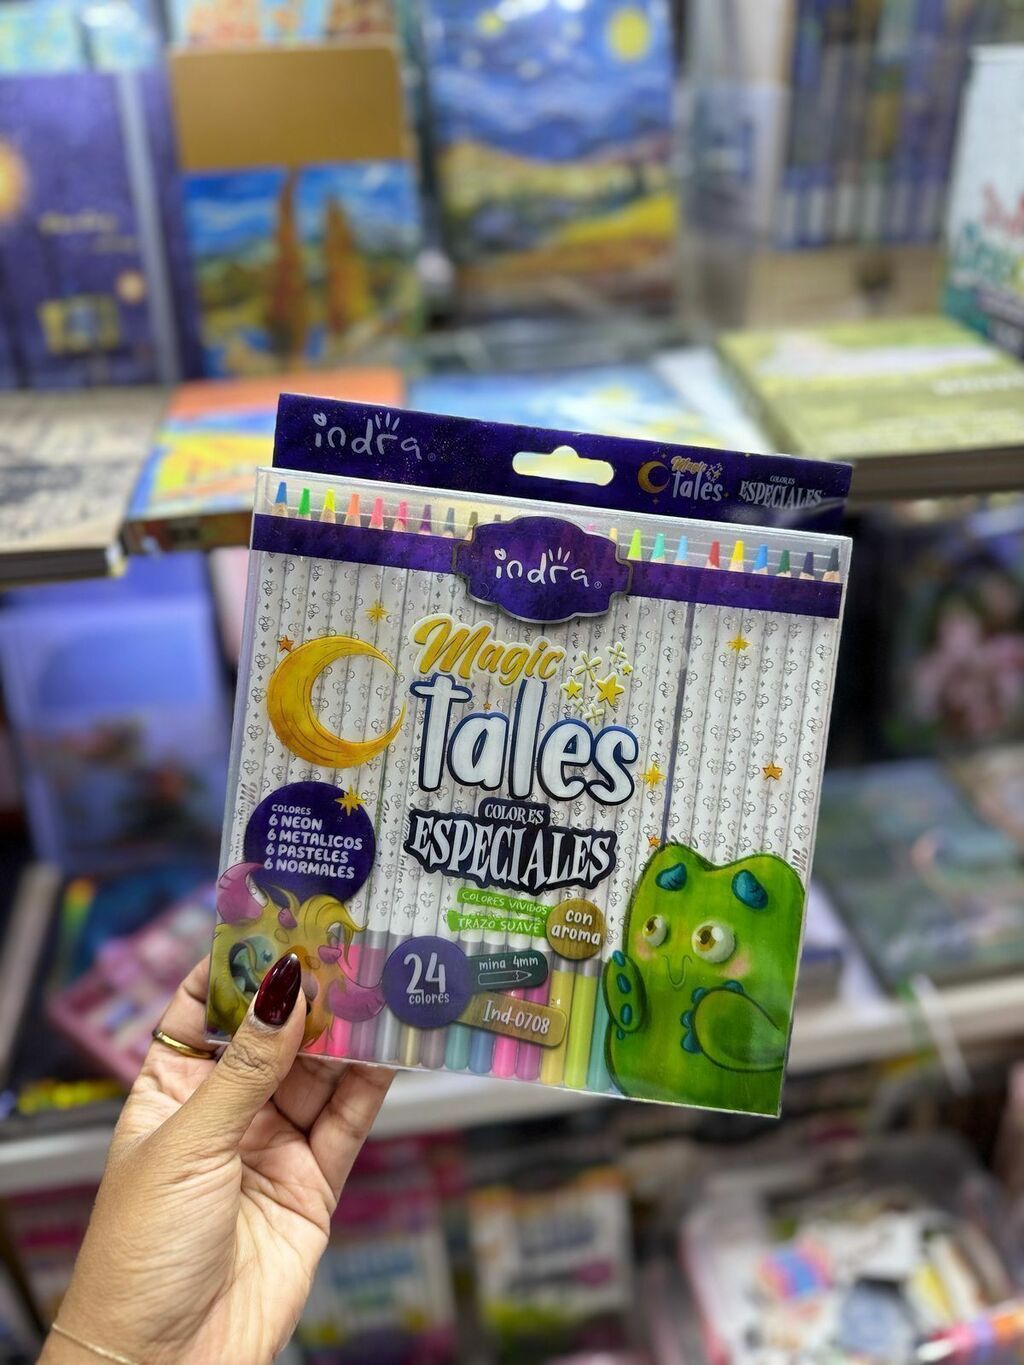 indra
Magic
tales
COLORES
ESPECIALES
indra
Magic
tales
COLORES
ESPECIALES
COLORES
6 NEON
6 METALICOS
6 PASTELES
6 NORMALES
COLORES VIVIDOS
TRAZO SUAVE
con
aroma
24
colores
mina 4mm
Ind-0708